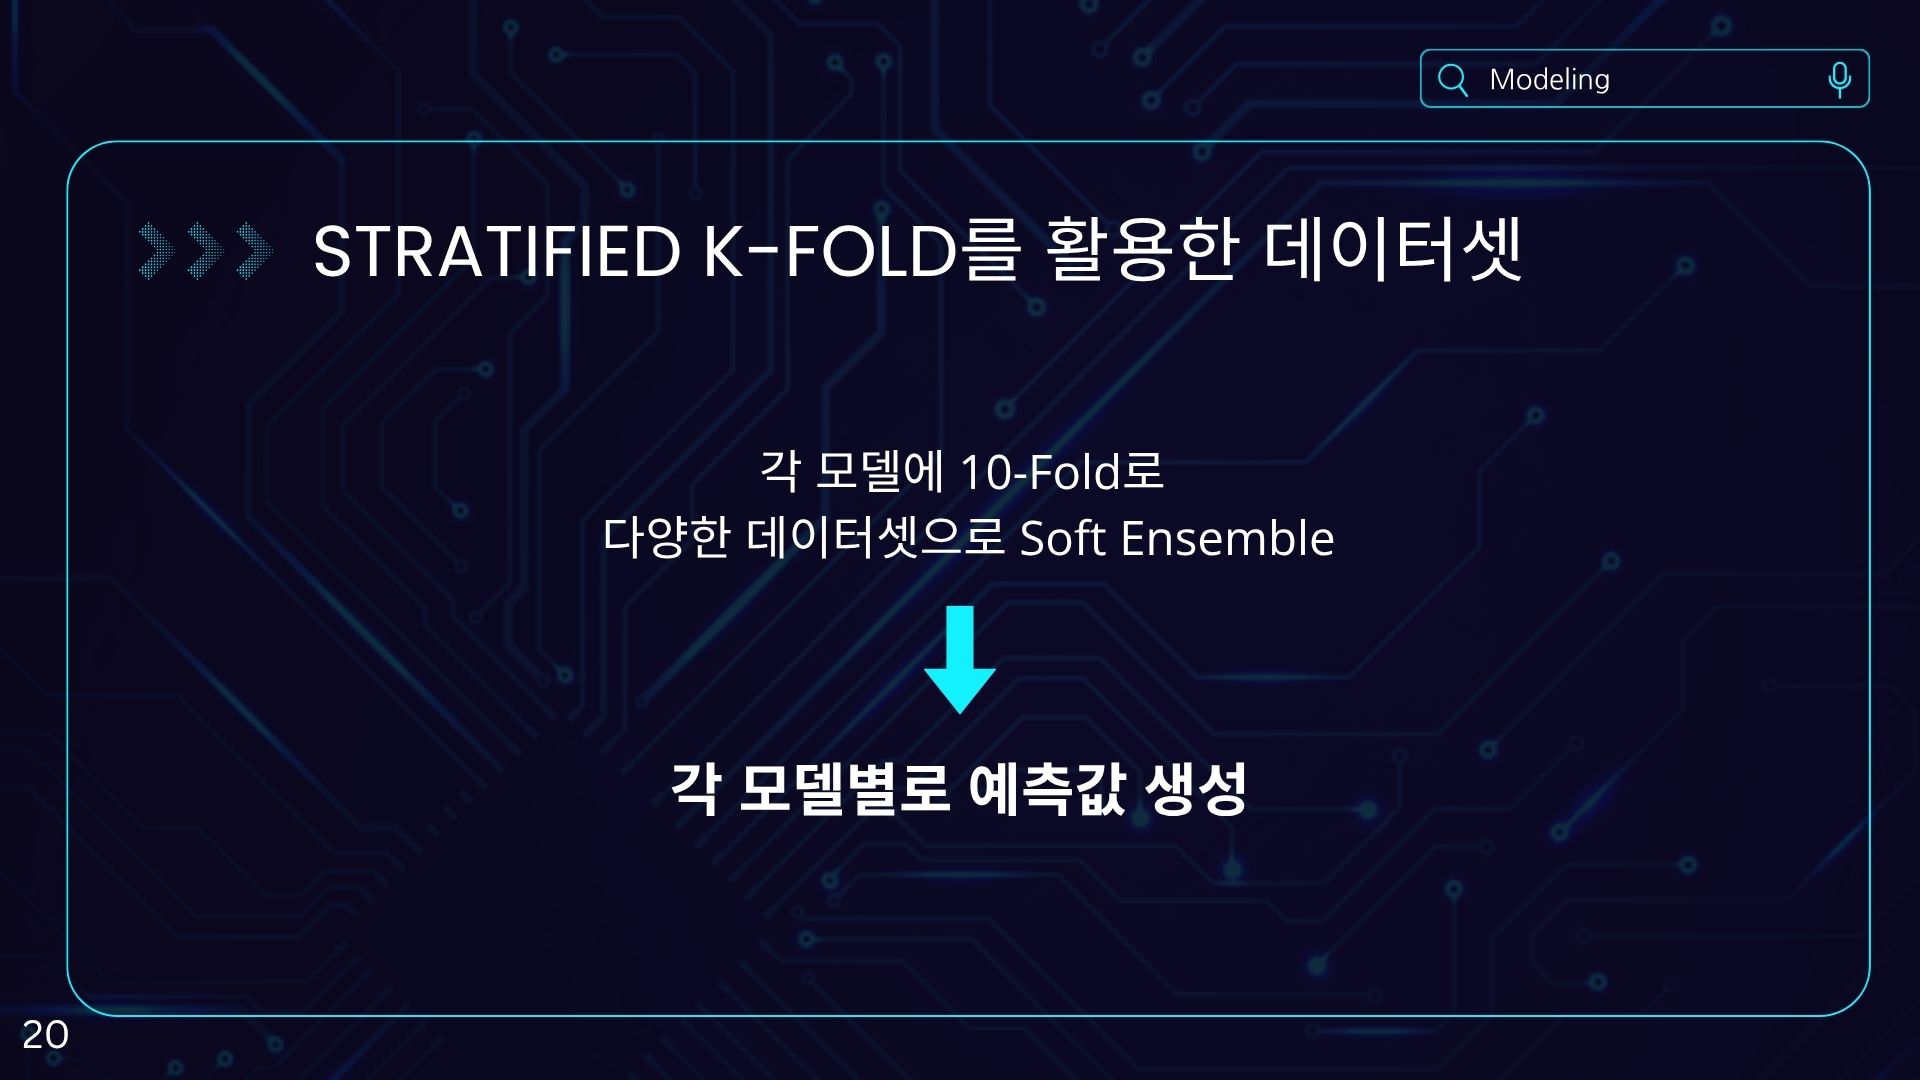 Modeling
STRATIFIED K-FOLD를 활용한 데이터셋
각 모델에 10-Fold로
다양한 데이터셋으로 Soft Ensemble
각 모델별로 예측값 생성
20